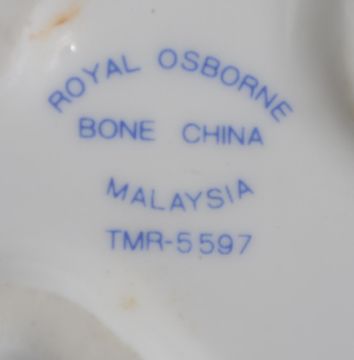 ROYAL OSBORNE
BONE CHINA
MALAYSIA
TMR-5597